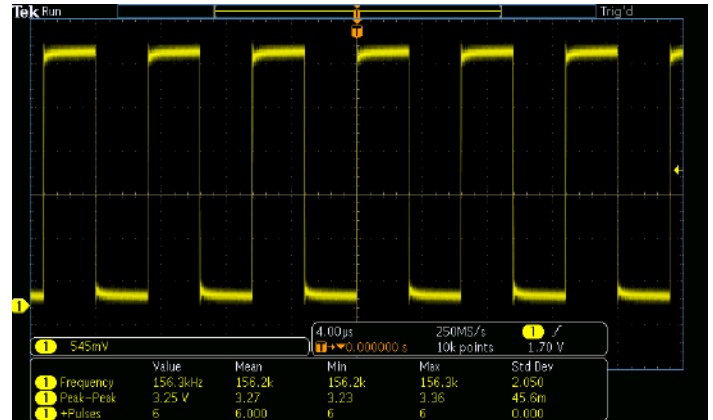 Tek Run Trig'd
T
T
1
4.00µs 250MS/s 1 /
1 545mV T→▼0.000000 s 10k points 1.70 V
Value Mean Min Max Std Dev
1 Frequency 156.3kHz 156.2k 156.2k 156.3k 2.050
1 Peak-Peak 3.25 V 3.27 3.23 3.36 45.6m
1 +Pulses 6 6.000 6 6 0.000